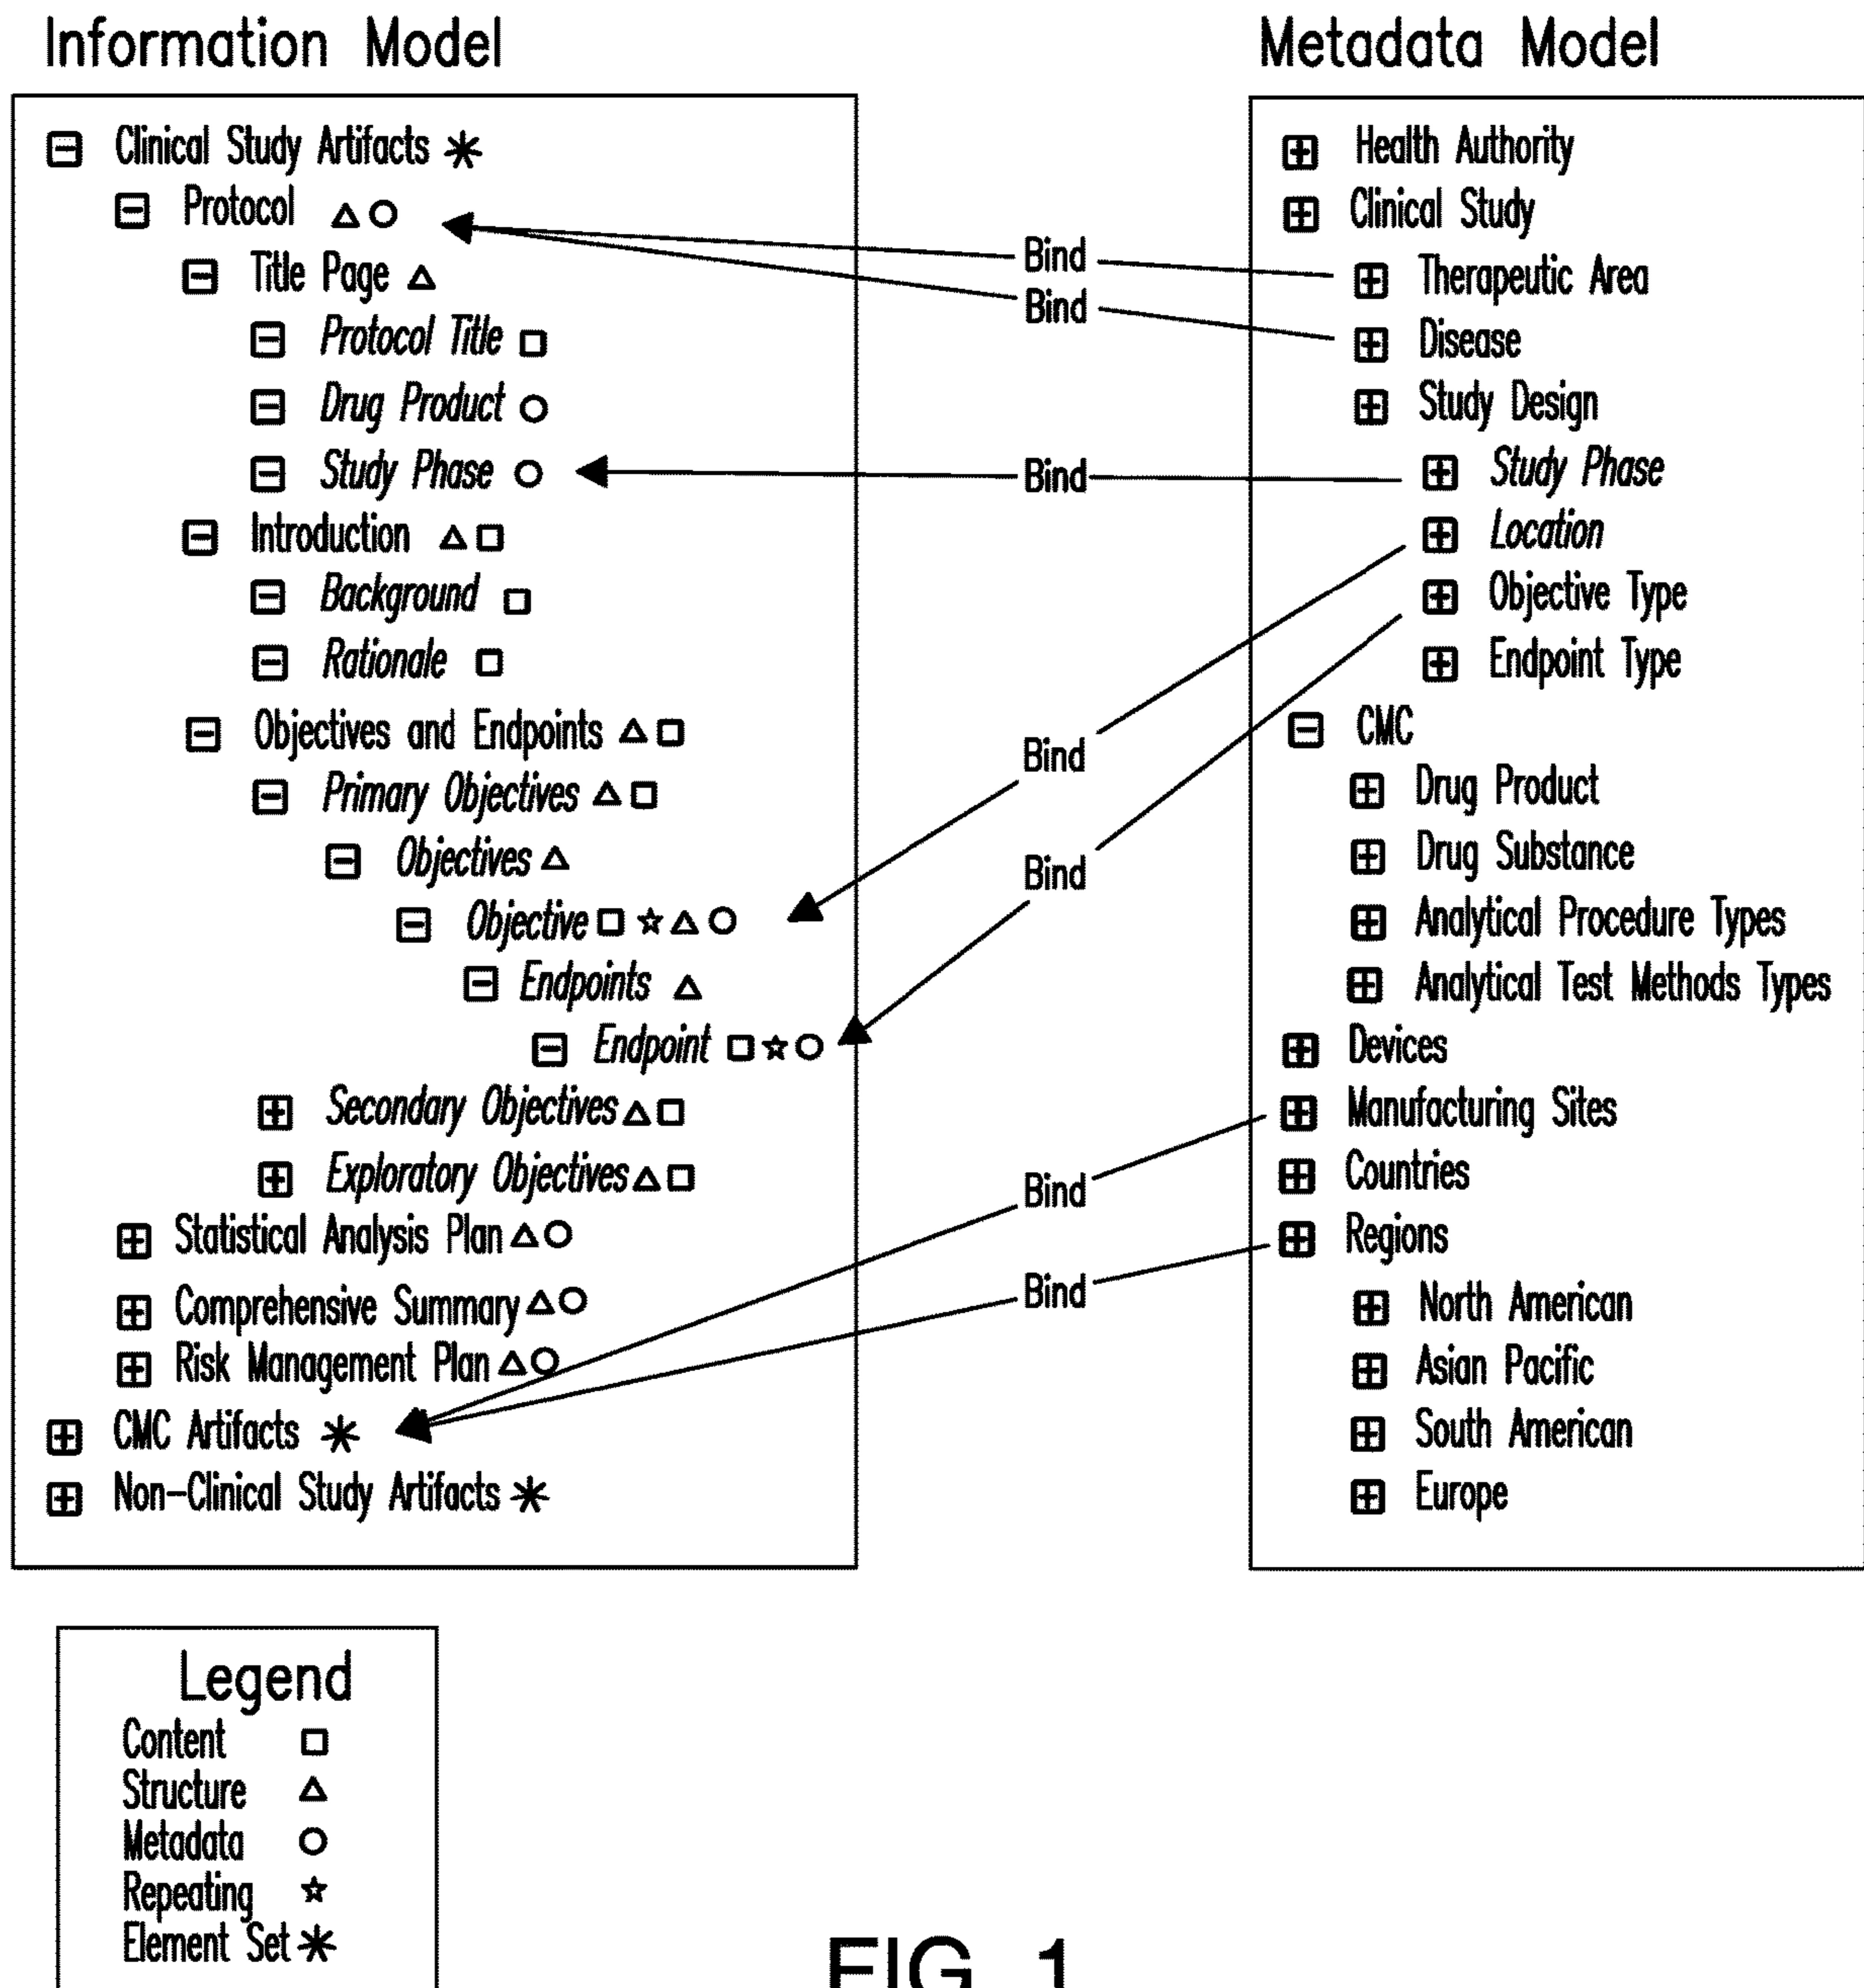 Information Model
Clinical Study Artifacts
Protocol
Title Page
Protocol Title
Drug Product
Study Phase
Introduction
Background
Rationale
Objectives and Endpoints
Primary Objectives
Objectives
Objective
Endpoints
Endpoint
Secondary Objectives
Exploratory Objectives
Statistical Analysis Plan
Comprehensive Summary
Risk Management Plan
CMC Artifacts
Non-Clinical Study Artifacts
Bind
Bind
Bind
Bind
Bind
Bind
Bind
Metadata Model
Health Authority
Clinical Study
Therapeutic Area
Disease
Study Design
Study Phase
Location
Objective Type
Endpoint Type
CMC
Drug Product
Drug Substance
Analytical Procedure Types
Analytical Test Methods Types
Devices
Manufacturing Sites
Countries
Regions
North American
Asian Pacific
South American
Europe
Legend
Content
Structure
Metadata
Repeating
Element Set
FIG. 1